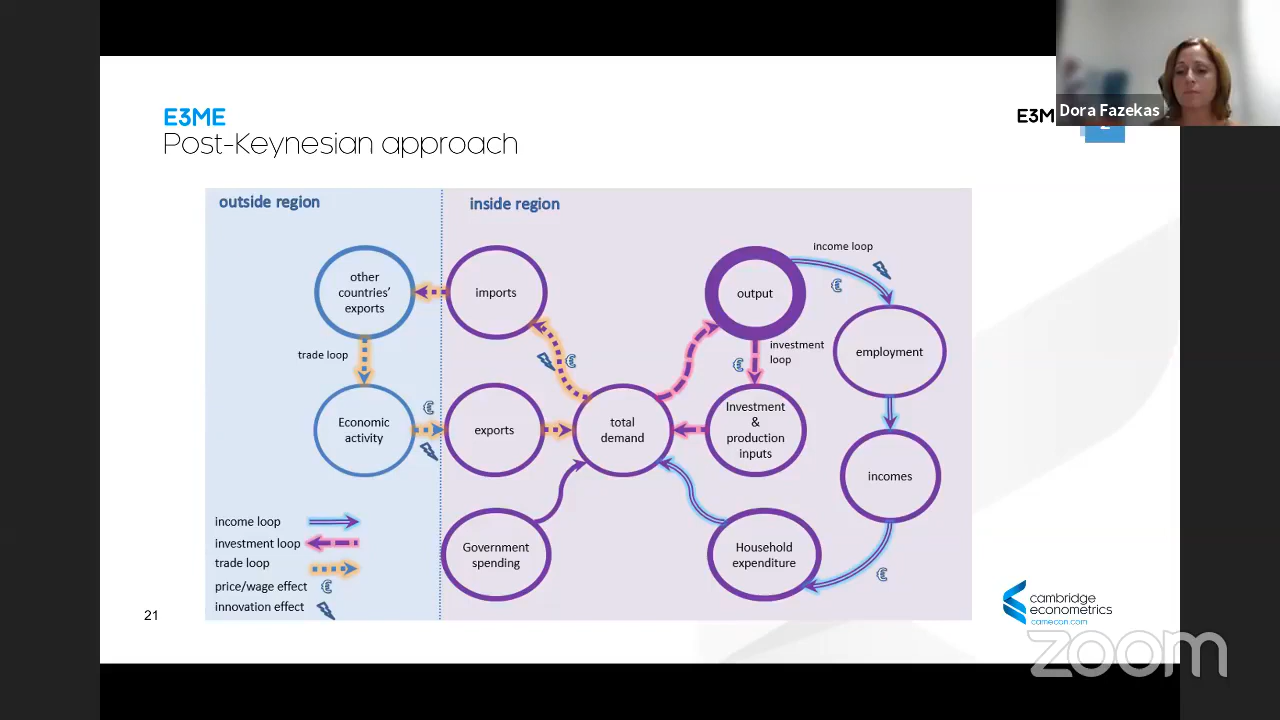 Dora Fazekas
E3ME
E3M
Post-Keynesian approach
outside region
inside region
income loop
other
countries'
exports
imports
output
trade loop
investment
loop
employment
Economic
activity
exports
total
demand
Investment
&
production
inputs
incomes
income loop
investment loop
trade loop
price/wage effect
innovation effect
Government
spending
Household
expenditure
€
€
€
€
€
€
21
cambridge
econometrics
camecon.com
zoom